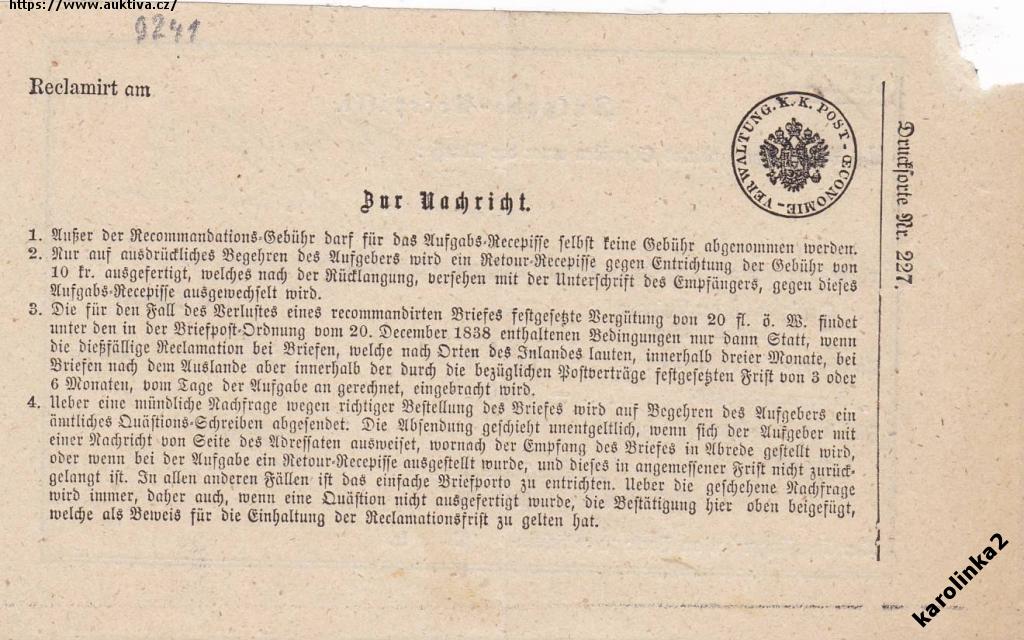 https://www.auktiva.cz/
9241
Reclamirt am
VERWALTUNG. K. K. POST-ŒCONOMIE-
Druckſorte Nr. 227.
Zur Nachricht.
1. Außer der Recommandations-Gebühr darf für das Aufgabs-Recepiſſe ſelbſt keine Gebühr abgenommen werden.
2. Nur auf ausdrückliches Begehren des Aufgebers wird ein Retour-Recepiſſe gegen Entrichtung der Gebühr von
10 kr. ausgefertigt, welches nach der Rücklangung, verſehen mit der Unterſchrift des Empfängers, gegen dieſes
Aufgabs-Recepiſſe ausgewechſelt wird.
3. Die für den Fall des Verluſtes eines recommandirten Briefes feſtgeſetzte Vergütung von 20 fl. ö. W. findet
unter den in der Briefpoſt-Ordnung vom 20. December 1838 enthaltenen Bedingungen nur dann Statt, wenn
die dießfällige Reclamation bei Briefen, welche nach Orten des Inlandes lauten, innerhalb dreier Monate, bei
Briefen nach dem Auslande aber innerhalb der durch die bezüglichen Poſtverträge feſtgeſetzten Friſt von 3 oder
6 Monaten, vom Tage der Aufgabe an gerechnet, eingebracht wird.
4. Ueber eine mündliche Nachfrage wegen richtiger Beſtellung des Briefes wird auf Begehren des Aufgebers ein
ämtliches Quäſtions-Schreiben abgeſendet. Die Abſendung geſchieht unentgeltlich, wenn ſich der Aufgeber mit
einer Nachricht von Seite des Adreſſaten ausweiſet, wornach der Empfang des Briefes in Abrede geſtellt wird,
oder wenn bei der Aufgabe ein Retour-Recepiſſe ausgeſtellt wurde, und dieſes in angemeſſener Friſt nicht zurück-
gelangt iſt. In allen anderen Fällen iſt das einfache Briefporto zu entrichten. Ueber die geſchehene Nachfrage
wird immer, daher auch, wenn eine Quäſtion nicht ausgefertigt wurde, die Beſtätigung hier oben beigefügt,
welche als Beweis für die Einhaltung der Reclamationsfriſt zu gelten hat.
karolinka2